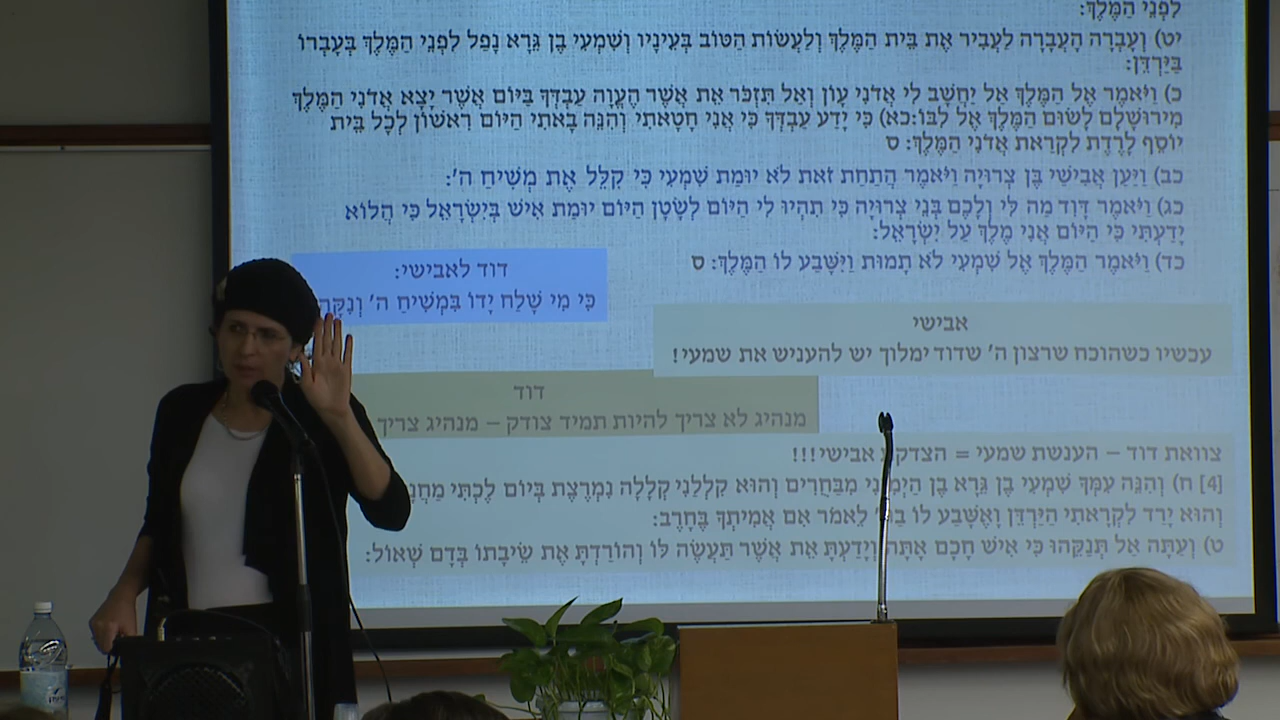 לִפְנֵי הַמֶּלֶךְ:
יט) וְעָבְרָה הָעֲבָרָה לַעֲבִיר אֶת בֵּית הַמֶּלֶךְ וְלַעֲשׂוֹת הַטּוֹב בְּעֵינָיו וְשִׁמְעִי בֶן גֵּרָא נָפַל לִפְנֵי הַמֶּלֶךְ בְּעָבְרוֹ
בַּיַּרְדֵּן:
כ) וַיֹּאמֶר אֶל הַמֶּלֶךְ אַל יַחֲשָׁב לִי אֲדֹנִי עָוֹן וְאַל תִּזְכֹּר אֵת אֲשֶׁר הֶעֱוָה עַבְדְּךָ בַּיּוֹם אֲשֶׁר יָצָא אֲדֹנִי הַמֶּלֶךְ
מִירוּשָׁלִָם לָשׂוּם הַמֶּלֶךְ אֶל לִבּוֹ:כא) כִּי יָדַע עַבְדְּךָ כִּי אֲנִי חָטָאתִי וְהִנֵּה בָאתִי הַיּוֹם רִאשׁוֹן לְכָל בֵּית
יוֹסֵף לָרֶדֶת לִקְרַאת אֲדֹנִי הַמֶּלֶךְ: ס
כב) וַיַּעַן אֲבִישַׁי בֶּן צְרוּיָה וַיֹּאמֶר הֲתַחַת זֹאת לֹא יוּמַת שִׁמְעִי כִּי קִלֵּל אֶת מְשִׁיחַ ה':
כג) וַיֹּאמֶר דָּוִד מַה לִּי וְלָכֶם בְּנֵי צְרוּיָה כִּי תִהְיוּ לִי הַיּוֹם לְשָׂטָן הַיּוֹם יוּמַת אִישׁ בְּיִשְׂרָאֵל כִּי הֲלוֹא
יָדַעְתִּי כִּי הַיּוֹם אֲנִי מֶלֶךְ עַל יִשְׂרָאֵל:
כד) וַיֹּאמֶר הַמֶּלֶךְ אֶל שִׁמְעִי לֹא תָמוּת וַיִּשָּׁבַע לוֹ הַמֶּלֶךְ: ס
דוד לאבישי:
כִּי מִי שָׁלַח יָדוֹ בִּמְשִׁיחַ ה' וְנִקָּה
אבישי
עכשיו כשהוכח שרצון ה' שדוד ימלוך יש להעניש את שמעי!
דוד
מנהיג לא צריך להיות תמיד צודק – מנהיג צריך
צוואת דוד – הענשת שמעי = הצדקת אבישי!!!
[4] ח) וְהִנֵּה עִמְּךָ שִׁמְעִי בֶן גֵּרָא בֶן הַיְמִינִי מִבַּחֻרִים וְהוּא קִלְלַנִי קְלָלָה נִמְרֶצֶת בְּיוֹם לֶכְתִּי
וְהוּא יָרַד לִקְרָאתִי הַיַּרְדֵּן וָאֶשָּׁבַע לוֹ בַה' לֵאמֹר אִם אֲמִיתְךָ בֶּחָרֶב:
ט) וְעַתָּה אַל תְּנַקֵּהוּ כִּי אִישׁ חָכָם אָתָּה וְיָדַעְתָּ אֵת אֲשֶׁר תַּעֲשֶׂה לּוֹ וְהוֹרַדְתָּ אֶת שֵׂיבָתוֹ בְּדָם שְׁאוֹל: